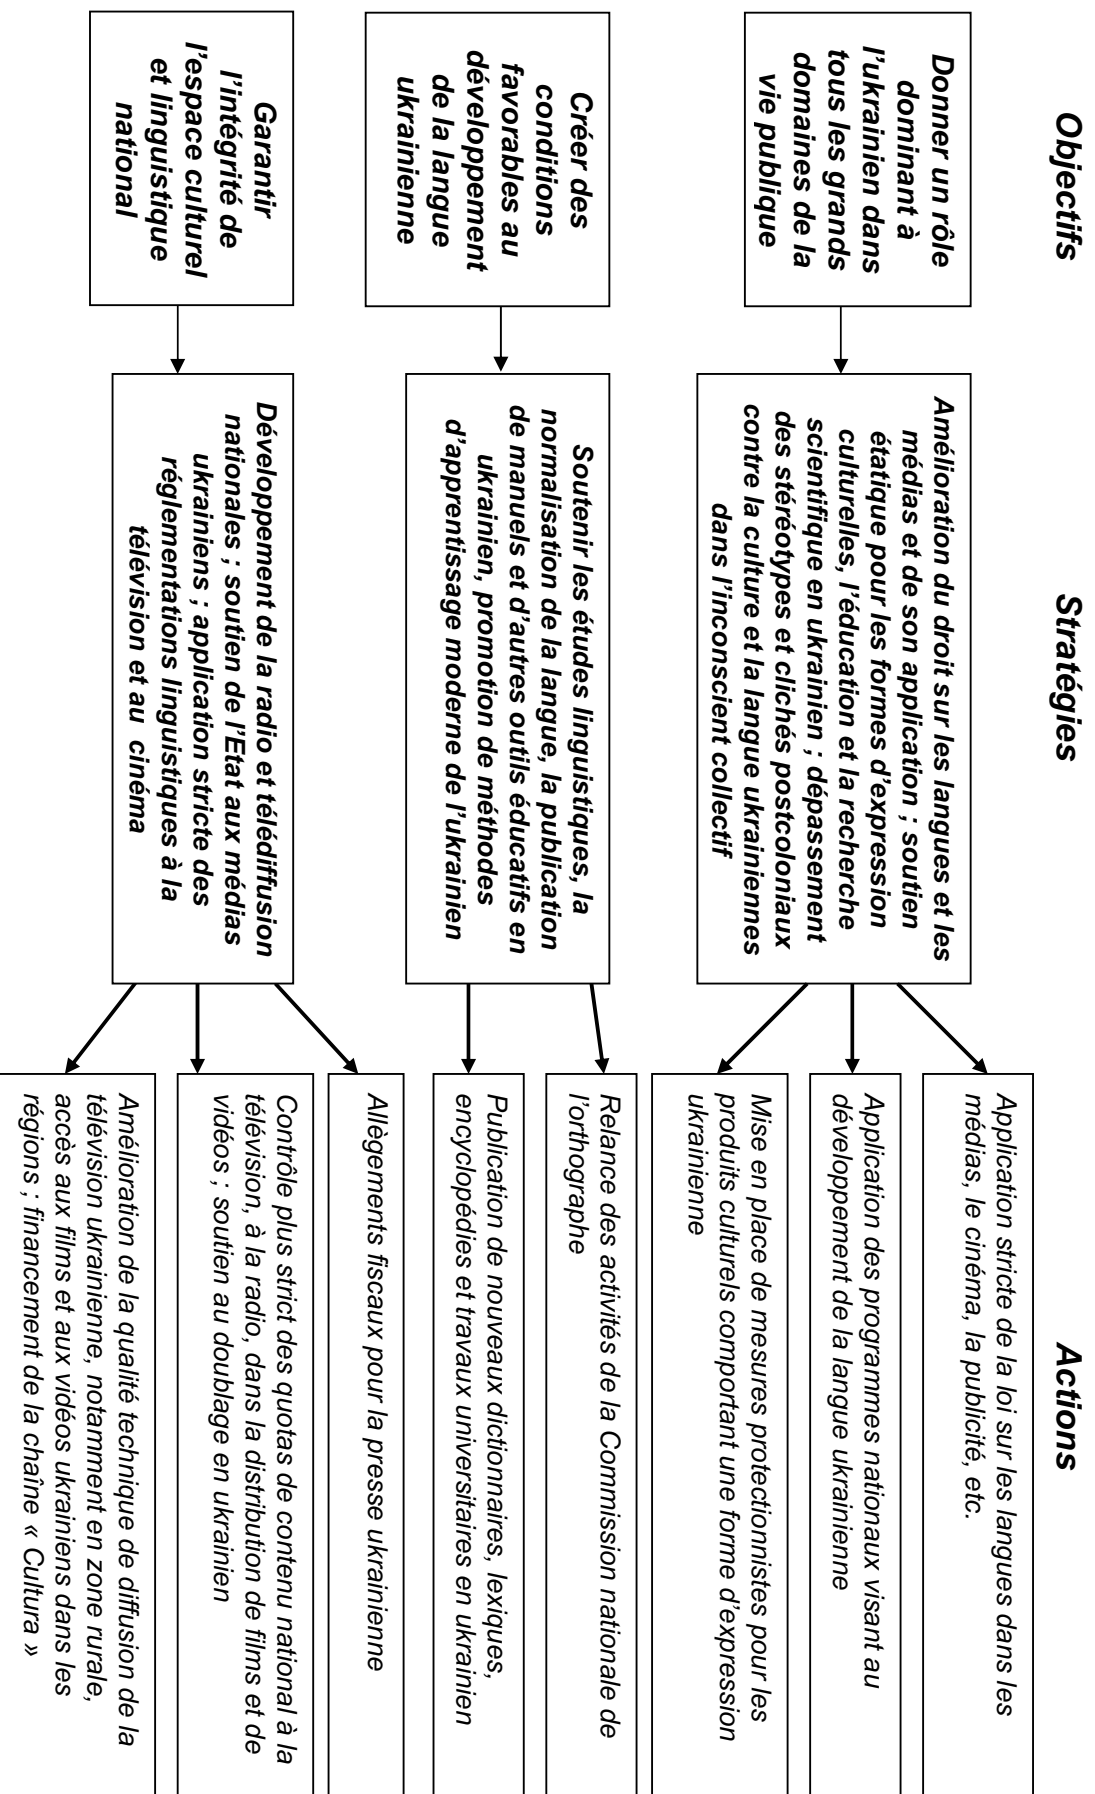 Objectifs
Stratégies
Actions
Donner un rôle
dominant à
l'ukrainien dans
tous les grands
domaines de la
vie publique
Amélioration du droit sur les langues et les
médias et de son application ; soutien
étatique pour les formes d'expression
culturelles, l'éducation et la recherche
scientifique en ukrainien ; dépassement
des stéréotypes et clichés postcoloniaux
contre la culture et la langue ukrainiennes
dans l'inconscient collectif
Application stricte de la loi sur les langues dans les
médias, le cinéma, la publicité, etc.
Application des programmes nationaux visant au
développement de la langue ukrainienne
Mise en place de mesures protectionnistes pour les
produits culturels comportant une forme d'expression
ukrainienne
Créer des
conditions
favorables au
développement
de la langue
ukrainienne
Soutenir les études linguistiques, la
normalisation de la langue, la publication
de manuels et d'autres outils éducatifs en
ukrainien, promotion de méthodes
d'apprentissage moderne de l'ukrainien
Relance des activités de la Commission nationale de
l'orthographe
Publication de nouveaux dictionnaires, lexiques,
encyclopédies et travaux universitaires en ukrainien
Garantir
l'intégrité de
l'espace culturel
et linguistique
national
Développement de la radio et télédiffusion
nationales ; soutien de l'Etat aux médias
ukrainiens ; application stricte des
réglementations linguistiques à la
télévision et au cinéma
Allègements fiscaux pour la presse ukrainienne
Contrôle plus strict des quotas de contenu national à la
télévision, à la radio, dans la distribution de films et de
vidéos ; soutien au doublage en ukrainien
Amélioration de la qualité technique de diffusion de la
télévision ukrainienne, notamment en zone rurale,
accès aux films et aux vidéos ukrainiens dans les
régions ; financement de la chaîne « Cultura »